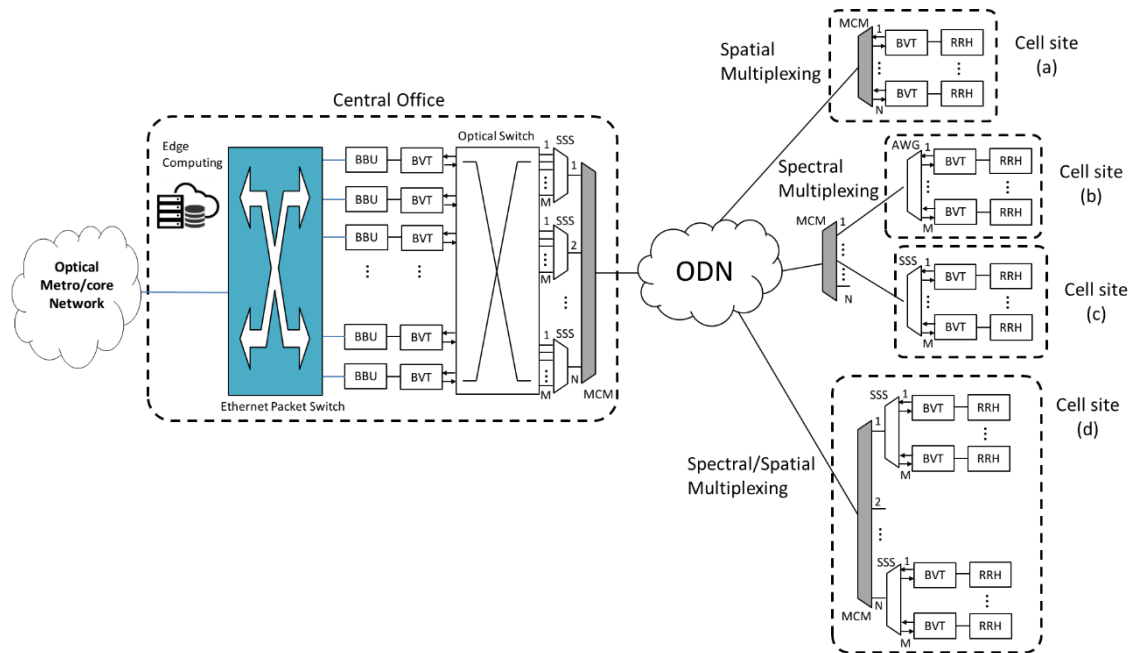 Central Office
Edge
Computing
Optical
Metro/core
Network
Ethernet Packet Switch
BBU
BVT
BBU
BVT
BBU
BVT
BBU
BVT
BBU
BVT
Optical Switch
1
SSS
M
1
SSS
M
1
SSS
M
1
2
N
MCM
ODN
Spatial
Multiplexing
Spectral
Multiplexing
Spectral/Spatial
Multiplexing
MCM
1
N
BVT
RRH
BVT
RRH
Cell site
(a)
MCM
1
N
AWG
1
M
BVT
RRH
BVT
RRH
Cell site
(b)
SSS
1
M
BVT
RRH
BVT
RRH
Cell site
(c)
MCM
1
2
N
SSS
1
M
BVT
RRH
BVT
RRH
SSS
1
M
BVT
RRH
BVT
RRH
Cell site
(d)